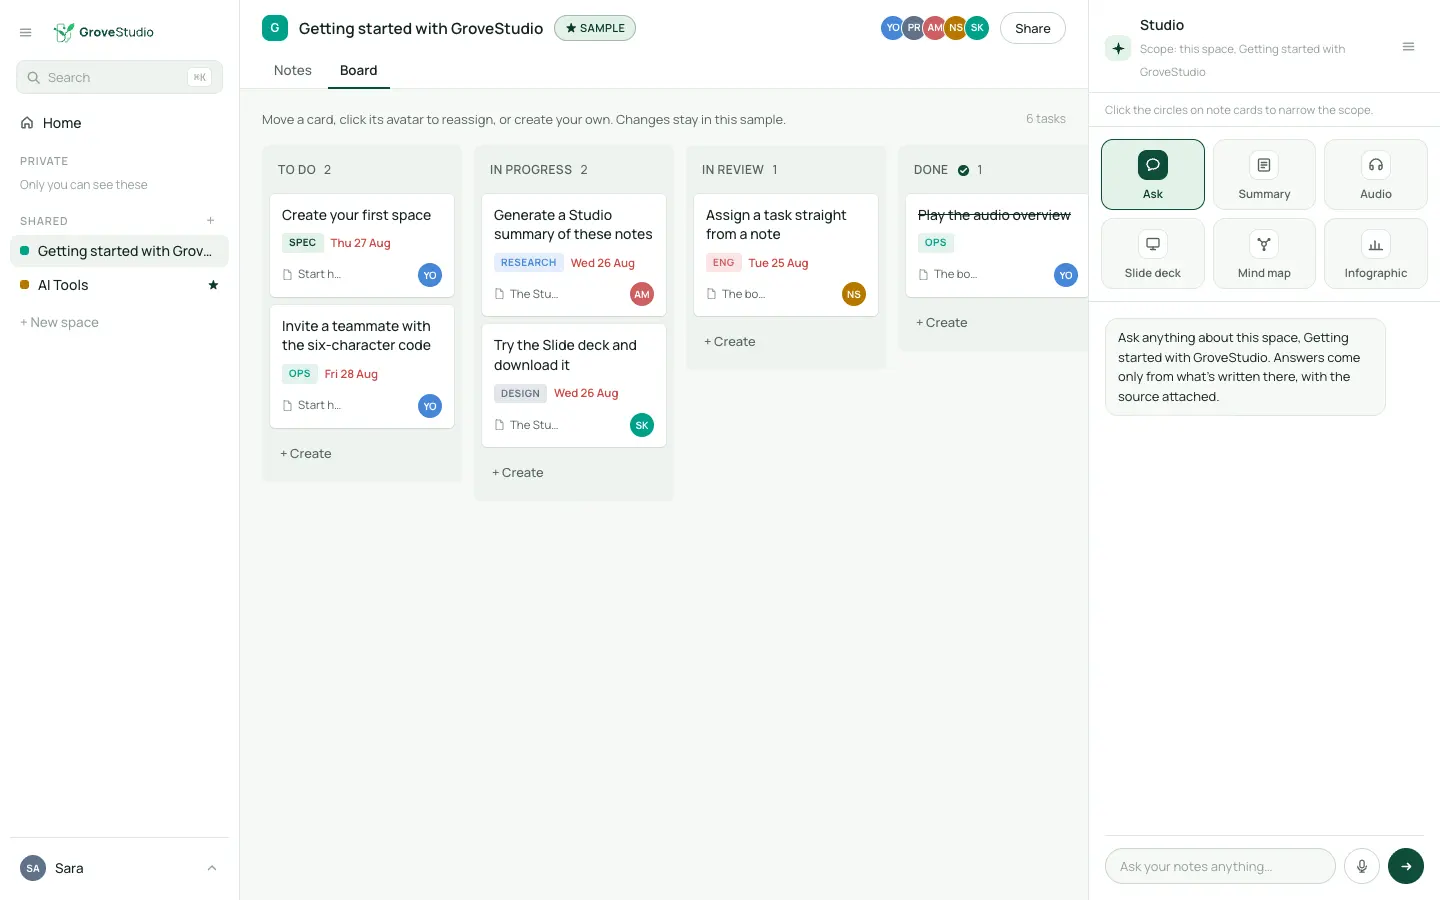 GroveStudio
Search
⌘K
Home
PRIVATE
Only you can see these
SHARED +
Getting started with Grov...
AI Tools
+ New space
SA Sara
G Getting started with GroveStudio ★ SAMPLE
YO PR AM NS SK
Share
Notes Board
Move a card, click its avatar to reassign, or create your own. Changes stay in this sample.
6 tasks
TO DO 2
Create your first space
SPEC Thu 27 Aug
Start h... YO
Invite a teammate with
the six-character code
OPS Fri 28 Aug
Start h... YO
+ Create
IN PROGRESS 2
Generate a Studio
summary of these notes
RESEARCH Wed 26 Aug
The Stu... AM
Try the Slide deck and
download it
DESIGN Wed 26 Aug
The Stu... SK
+ Create
IN REVIEW 1
Assign a task straight
from a note
ENG Tue 25 Aug
The bo... NS
+ Create
DONE 1
Play the audio overview
OPS
The bo... YO
+ Create
Studio
Scope: this space, Getting started with
GroveStudio
Click the circles on note cards to narrow the scope.
Ask Summary Audio
Slide deck Mind map Infographic
Ask anything about this space, Getting
started with GroveStudio. Answers come
only from what's written there, with the
source attached.
Ask your notes anything...